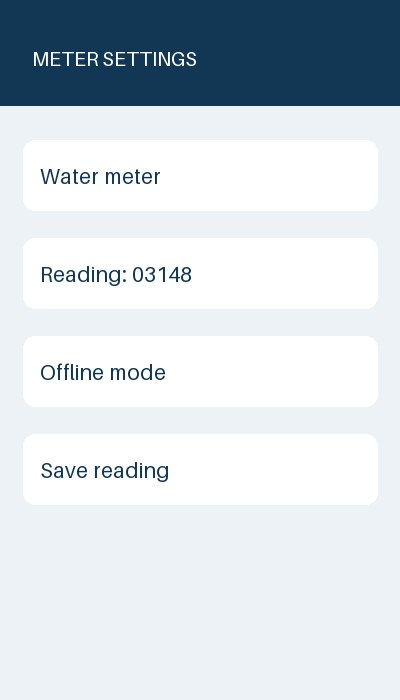 METER SETTINGS
Water meter
Reading: 03148
Offline mode
Save reading